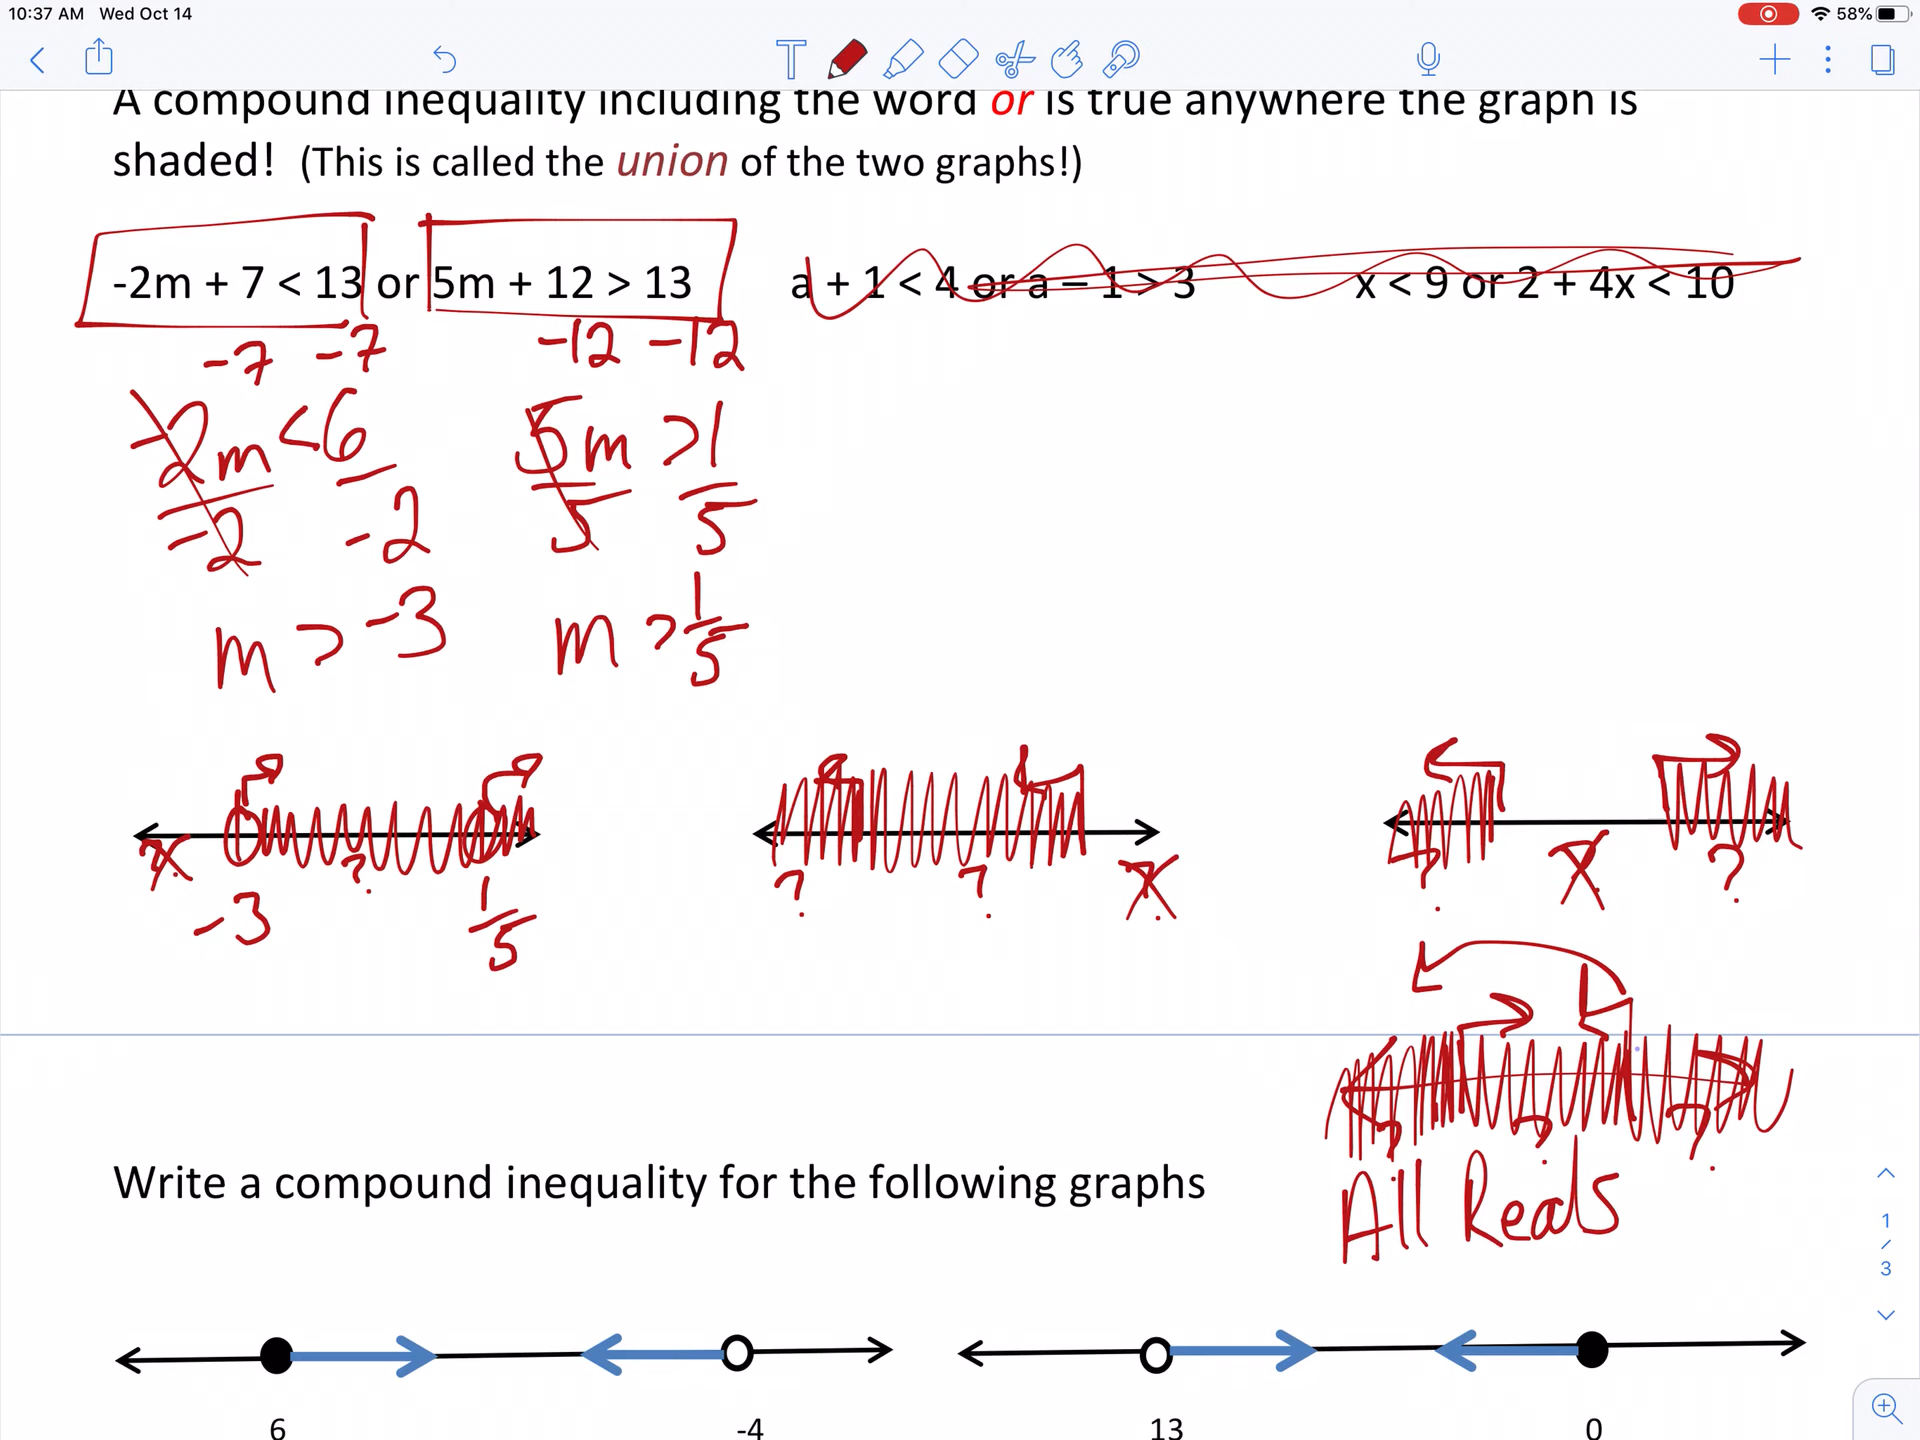 10:37 AM Wed Oct 14 58%
A compound inequality including the word or is true anywhere the graph is
shaded! (This is called the union of the two graphs!)
-2m + 7 < 13 or 5m + 12 > 13 a + 1 < 4 or a – 1 > 3 x < 9 or 2 + 4x < 10
-7 -7 -12 -12
-2m < 6 5m > 1
-2 -2 5 5
m > -3 m > 1/5
? ? ? ? ? ? ? ?
-3 1/5
? ? ?
All Reals
Write a compound inequality for the following graphs
1
/
3
6 -4 13 0